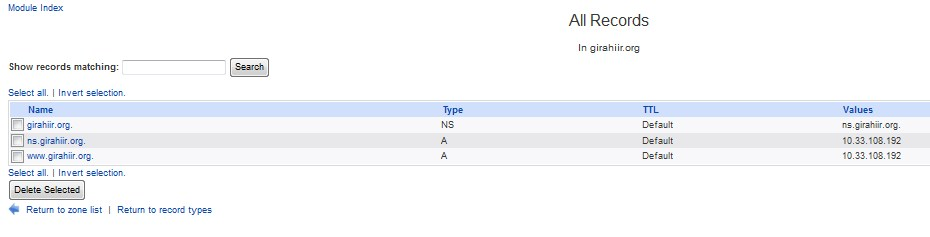 Module Index
All Records
In girahiir.org
Show records matching: Search
Select all. | Invert selection.
Name Type TTL Values
girahiir.org. NS Default ns.girahiir.org.
ns.girahiir.org. A Default 10.33.108.192
www.girahiir.org. A Default 10.33.108.192
Select all. | Invert selection.
Delete Selected
Return to zone list | Return to record types